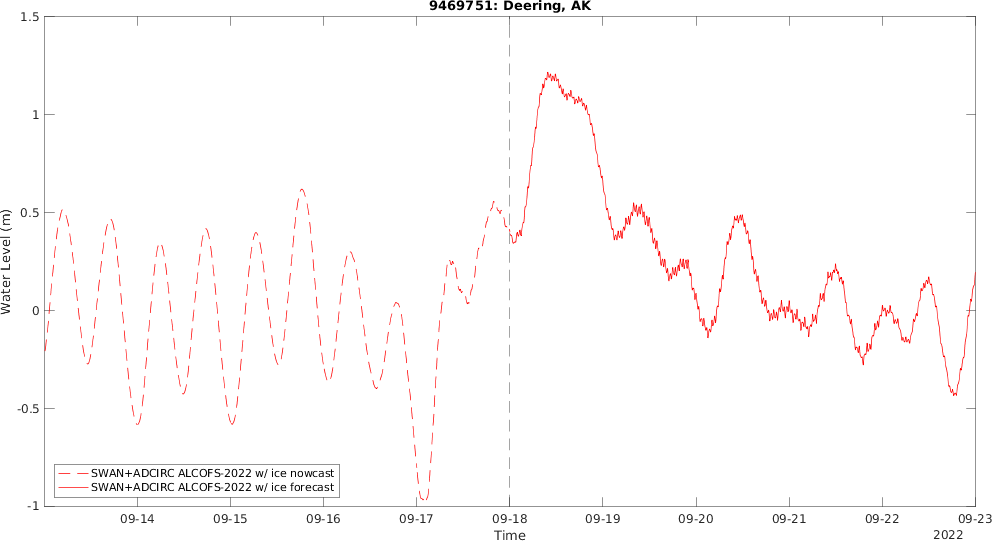 9469751: Deering, AK
Water Level (m)
1.5
1
0.5
0
-0.5
-1
SWAN+ADCIRC ALCOFS-2022 w/ ice nowcast
SWAN+ADCIRC ALCOFS-2022 w/ ice forecast
09-14 09-15 09-16 09-17 09-18 09-19 09-20 09-21 09-22 09-23
Time
2022